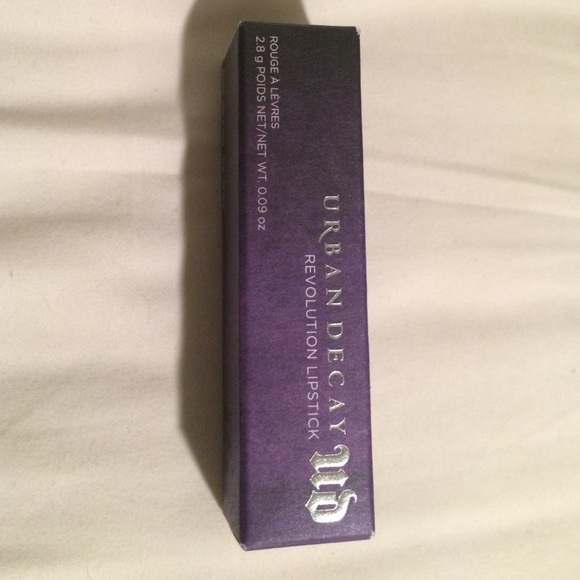 URBAN DECAY UD
REVOLUTION LIPSTICK
ROUGE À LÈVRES
2.8 g POIDS NET/NET WT. 0.09 oz